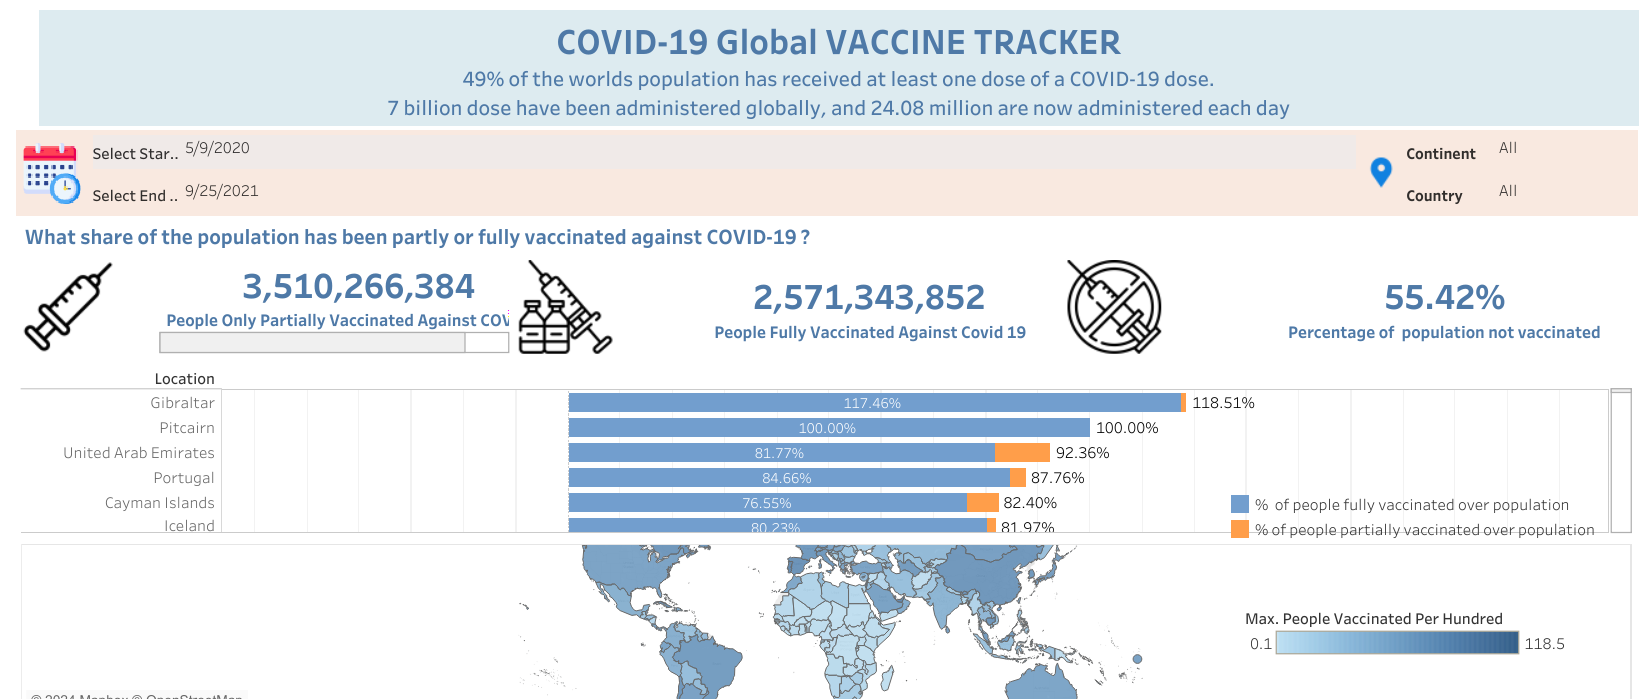 COVID-19 Global VACCINE TRACKER
49% of the worlds population has received at least one dose of a COVID-19 dose.
7 billion dose have been administered globally, and 24.08 million are now administered each day
Select Star.. 5/9/2020
Continent All
Select End .. 9/25/2021
Country All
What share of the population has been partly or fully vaccinated against COVID-19 ?
3,510,266,384
People Only Partially Vaccinated Against COV
2,571,343,852
People Fully Vaccinated Against Covid 19
55.42%
Percentage of population not vaccinated
Location
Gibraltar 117.46% 118.51%
Pitcairn 100.00% 100.00%
United Arab Emirates 81.77% 92.36%
Portugal 84.66% 87.76%
Cayman Islands 76.55% 82.40%
Iceland 80.23% 81.97%
% of people fully vaccinated over population
% of people partially vaccinated over population
Max. People Vaccinated Per Hundred
0.1 118.5
© 2024 Mapbox © OpenStreetMap